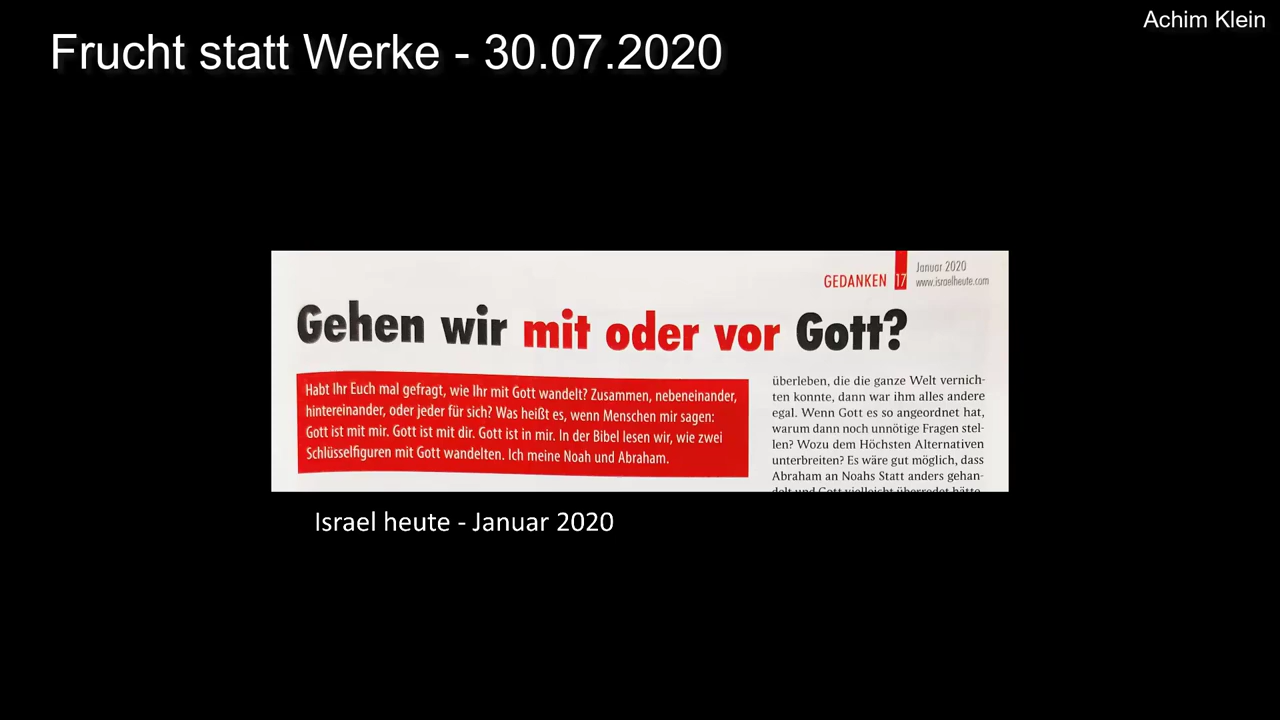 Achim Klein
Frucht statt Werke - 30.07.2020
GEDANKEN 17 Januar 2020
www.israelheute.com
Gehen wir mit oder vor Gott?
Habt Ihr Euch mal gefragt, wie Ihr mit Gott wandelt? Zusammen, nebeneinander,
hintereinander, oder jeder für sich? Was heißt es, wenn Menschen mir sagen:
Gott ist mit mir. Gott ist mit dir. Gott ist in mir. In der Bibel lesen wir, wie zwei
Schlüsselfiguren mit Gott wandelten. Ich meine Noah und Abraham.
überleben, die die ganze Welt vernich-
ten konnte, dann war ihm alles andere
egal. Wenn Gott es so angeordnet hat,
warum dann noch unnötige Fragen stel-
len? Wozu dem Höchsten Alternativen
unterbreiten? Es wäre gut möglich, dass
Abraham an Noahs Statt anders gehan-
delt und Gott vielleicht überredet hätte
Israel heute - Januar 2020